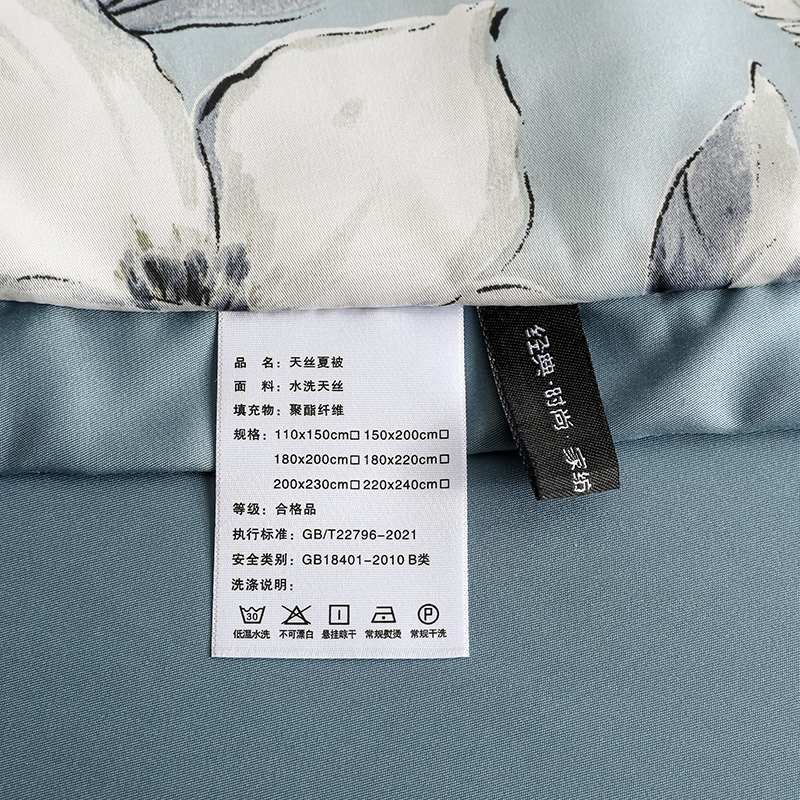 品 名：天丝夏被
面 料：水洗天丝
填充物：聚酯纤维
规格：110x150cm□ 150x200cm□
180x200cm□ 180x220cm□
200x230cm□ 220x240cm□
等级：合格品
执行标准：GB/T22796-2021
安全类别：GB18401-2010 B类
洗涤说明：
30
P
低温水洗 不可漂白 悬挂晾干 常规熨烫 常规干洗
经典·时尚·家纺